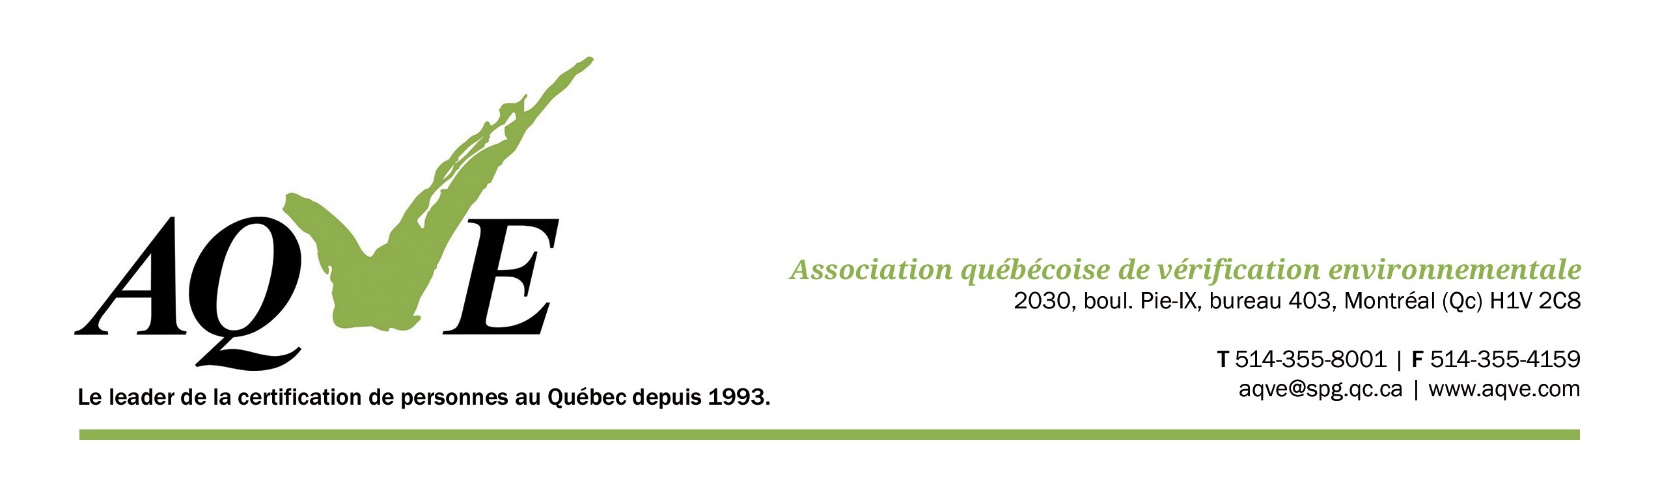 AQVE
Le leader de la certification de personnes au Québec depuis 1993.
Association québécoise de vérification environnementale
2030, boul. Pie-IX, bureau 403, Montréal (Qc) H1V 2C8
T 514-355-8001 | F 514-355-4159
aqve@spg.qc.ca | www.aqve.com